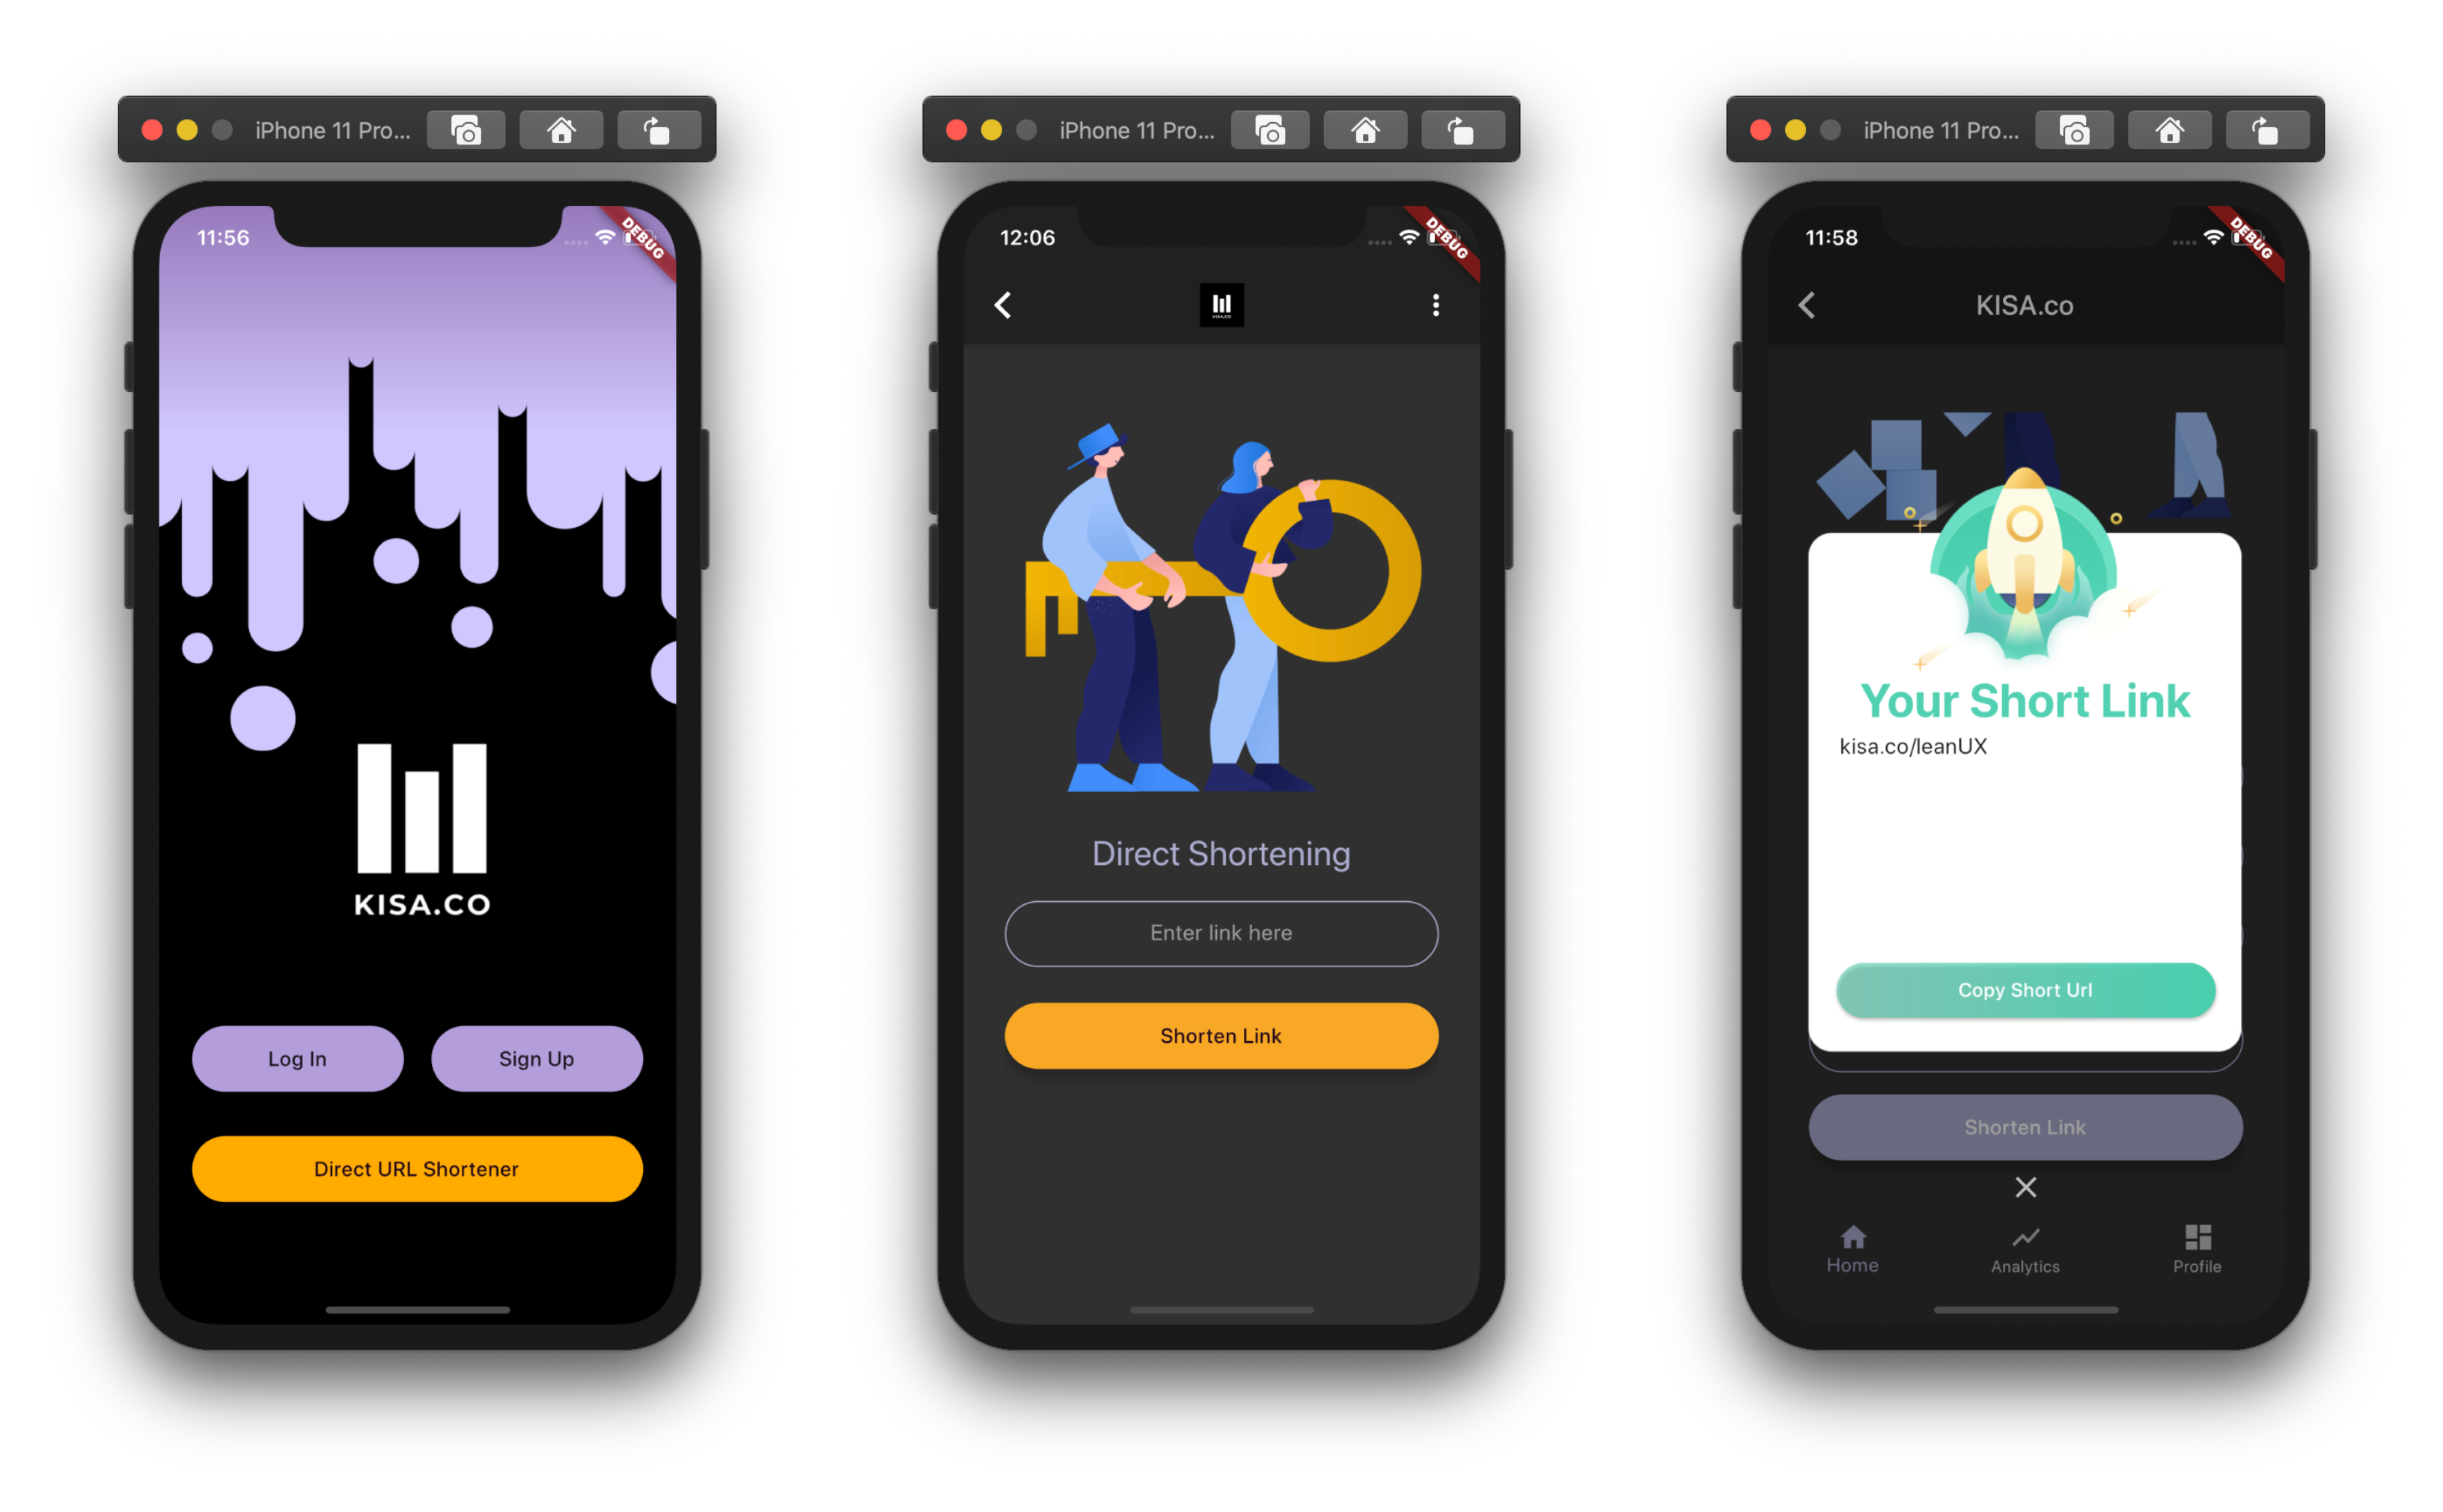 iPhone 11 Pro...
11:56
DEBUG
KISA.CO
Log In
Sign Up
Direct URL Shortener
iPhone 11 Pro...
12:06
DEBUG
KISA.CO
Direct Shortening
Enter link here
Shorten Link
iPhone 11 Pro...
11:58
DEBUG
KISA.co
Your Short Link
kisa.co/leanUX
Copy Short Url
Shorten Link
Home
Analytics
Profile